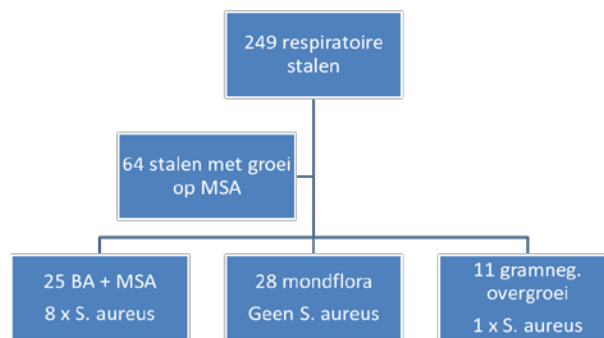 249 respiratoire
stalen
64 stalen met groei
op MSA
25 BA + MSA
8 x S. aureus
28 mondflora
Geen S. aureus
11 gramneg.
overgroei
1 x S. aureus